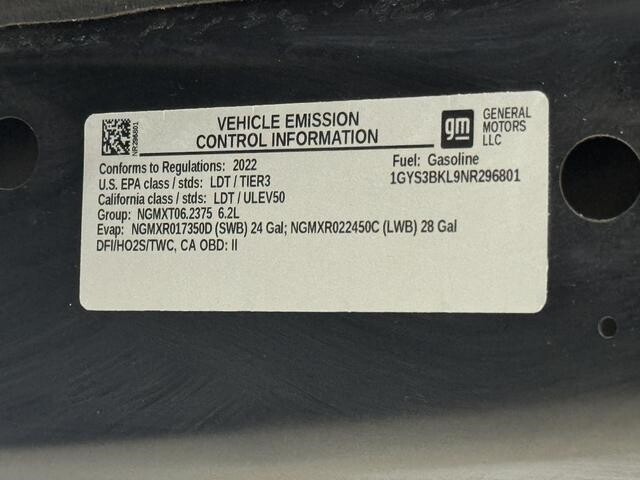 VEHICLE EMISSION
CONTROL INFORMATION
gm
GENERAL
MOTORS
LLC
NR296801
Conforms to Regulations: 2022
Fuel: Gasoline
U.S. EPA class / stds: LDT / TIER3
1GYS3BKL9NR296801
California class / stds: LDT / ULEV50
Group: NGMXT06.2375 6.2L
Evap: NGMXR017350D (SWB) 24 Gal; NGMXR022450C (LWB) 28 Gal
DFI/HO2S/TWC, CA OBD: II